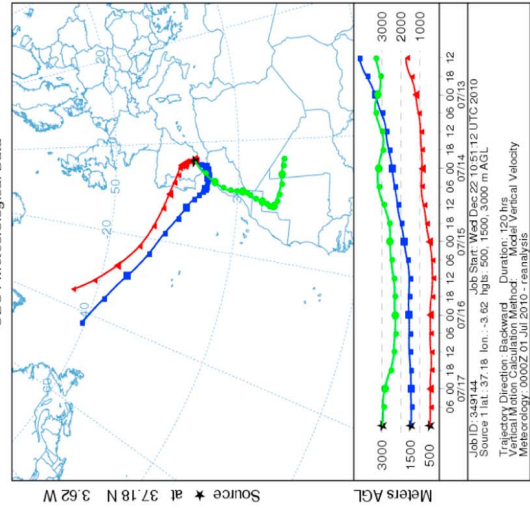 Source ★ at 37.18 N 3.62 W
-20
50
-40
Meters AGL
3000
1500
500
3000
2000
1000
06 00 18 12 06 00 18 12 06 00 18 12 06 00 18 12 06 00 18 12
07/17 07/16 07/15 07/14 07/13
Job ID: 349144 Job Start: Wed Dec 22 10:51:12 UTC 2010
Source 1 lat.: 37.18 lon.: -3.62 hgts: 500, 1500, 3000 m AGL
Trajectory Direction: Backward Duration: 120 hrs
Vertical Motion Calculation Method: Model Vertical Velocity
Meteorology: 0000Z 01 Jul 2010 - reanalysis